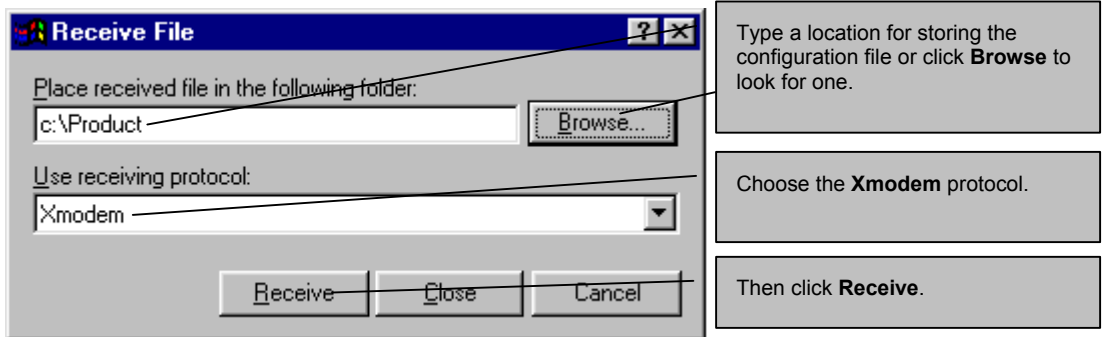 Receive File
Place received file in the following folder:
c:\Product
Browse...
Use receiving protocol:
Xmodem
Receive
Close
Cancel
Type a location for storing the
configuration file or click Browse to
look for one.
Choose the Xmodem protocol.
Then click Receive.